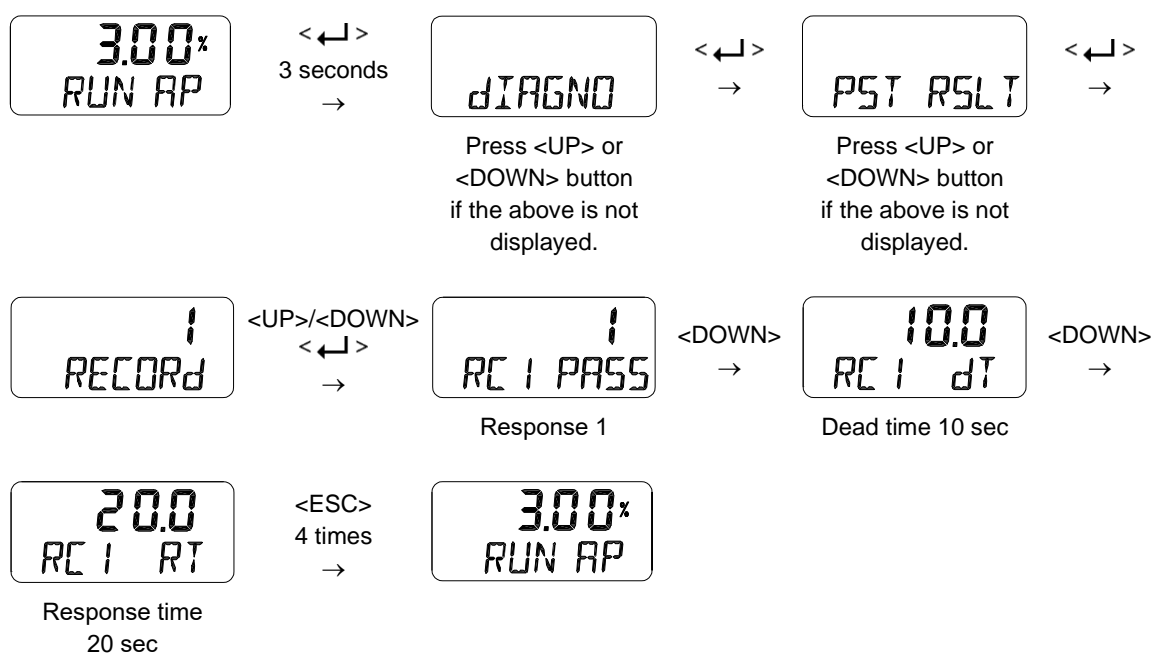 3.00%
RUN AP
<↵>
3 seconds
→
dIAGNO
Press <UP> or
<DOWN> button
if the above is not
displayed.
<↵>
→
PST RSLT
Press <UP> or
<DOWN> button
if the above is not
displayed.
<↵>
→
1
RECORd
<UP>/<DOWN>
<↵>
→
1
RC1 PASS
Response 1
<DOWN>
→
10.0
RC1 dT
Dead time 10 sec
<DOWN>
→
20.0
RC1 RT
Response time
20 sec
<ESC>
4 times
→
3.00%
RUN AP